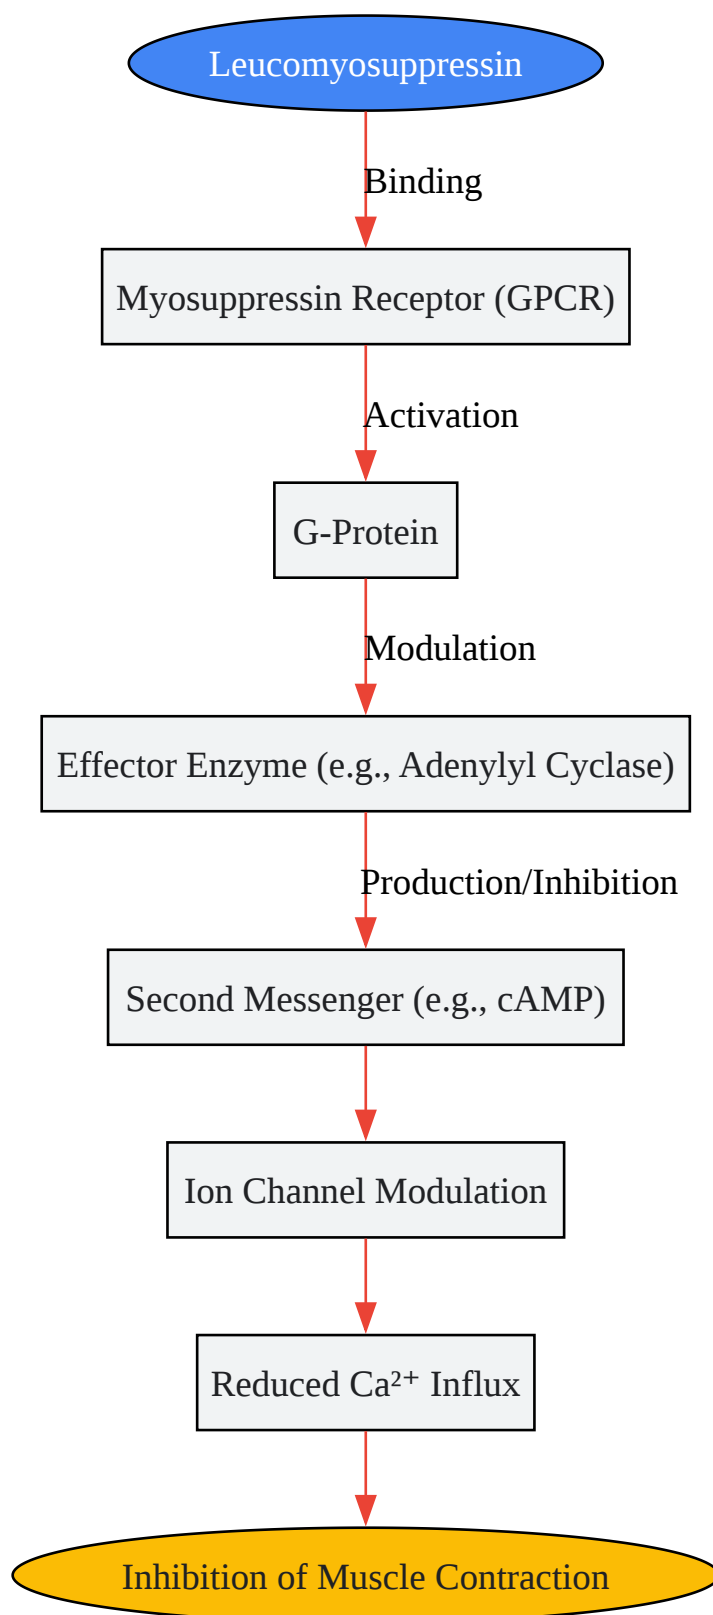 Leucomyosuppressin
Binding
Myosuppressin Receptor (GPCR)
Activation
G-Protein
Modulation
Effector Enzyme (e.g., Adenylyl Cyclase)
Production/Inhibition
Second Messenger (e.g., cAMP)
Ion Channel Modulation
Reduced Ca²⁺ Influx
Inhibition of Muscle Contraction